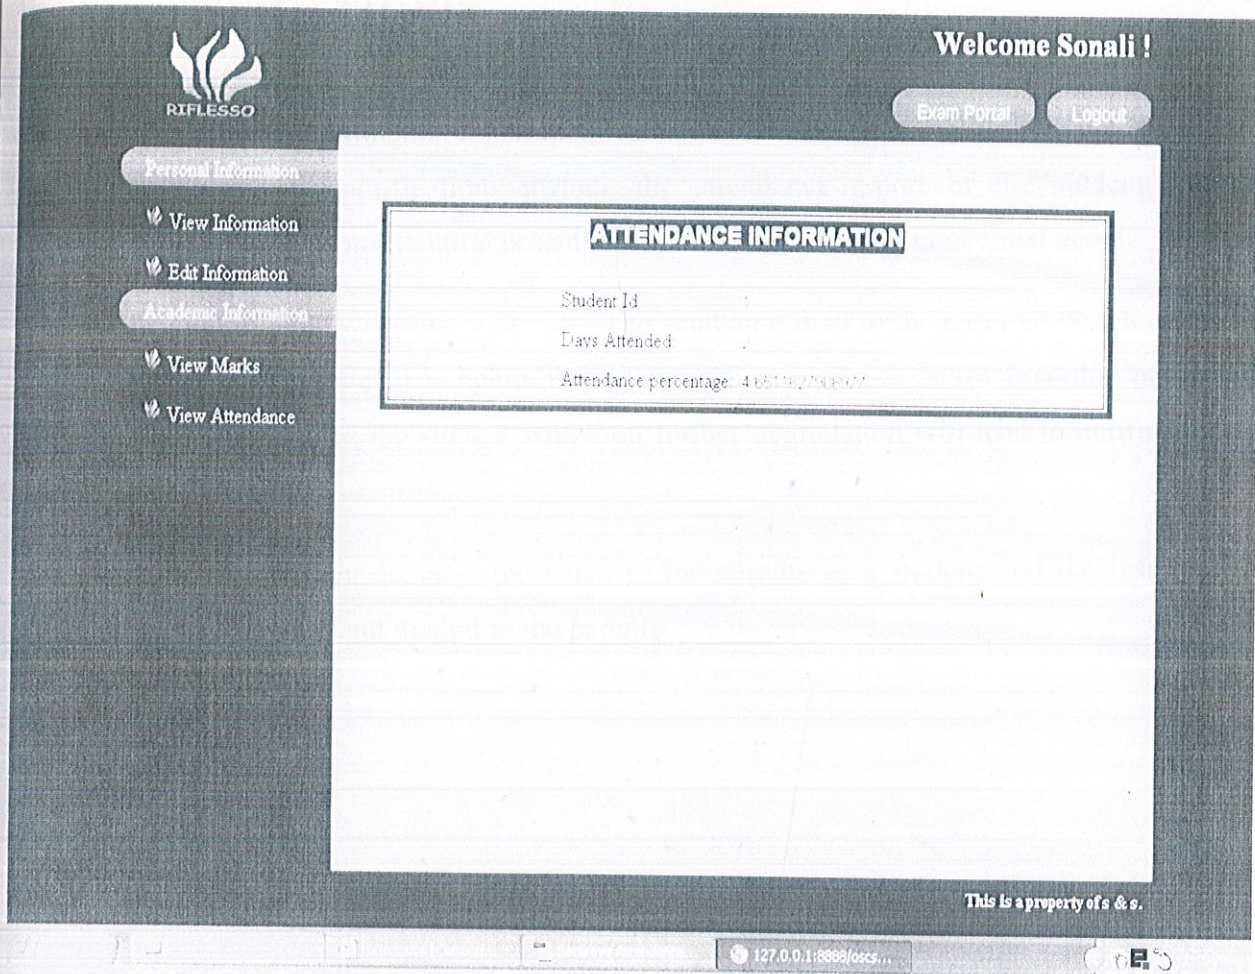 Welcome Sonali !
RIFLESSO
Exam Portal
Logout
Personal Information
View Information
Edit Information
Academic Information
View Marks
View Attendance
ATTENDANCE INFORMATION
Student Id
Days Attended
Attendance percentage
This is a property of s & s.
127.0.0.1:8888/oscs...